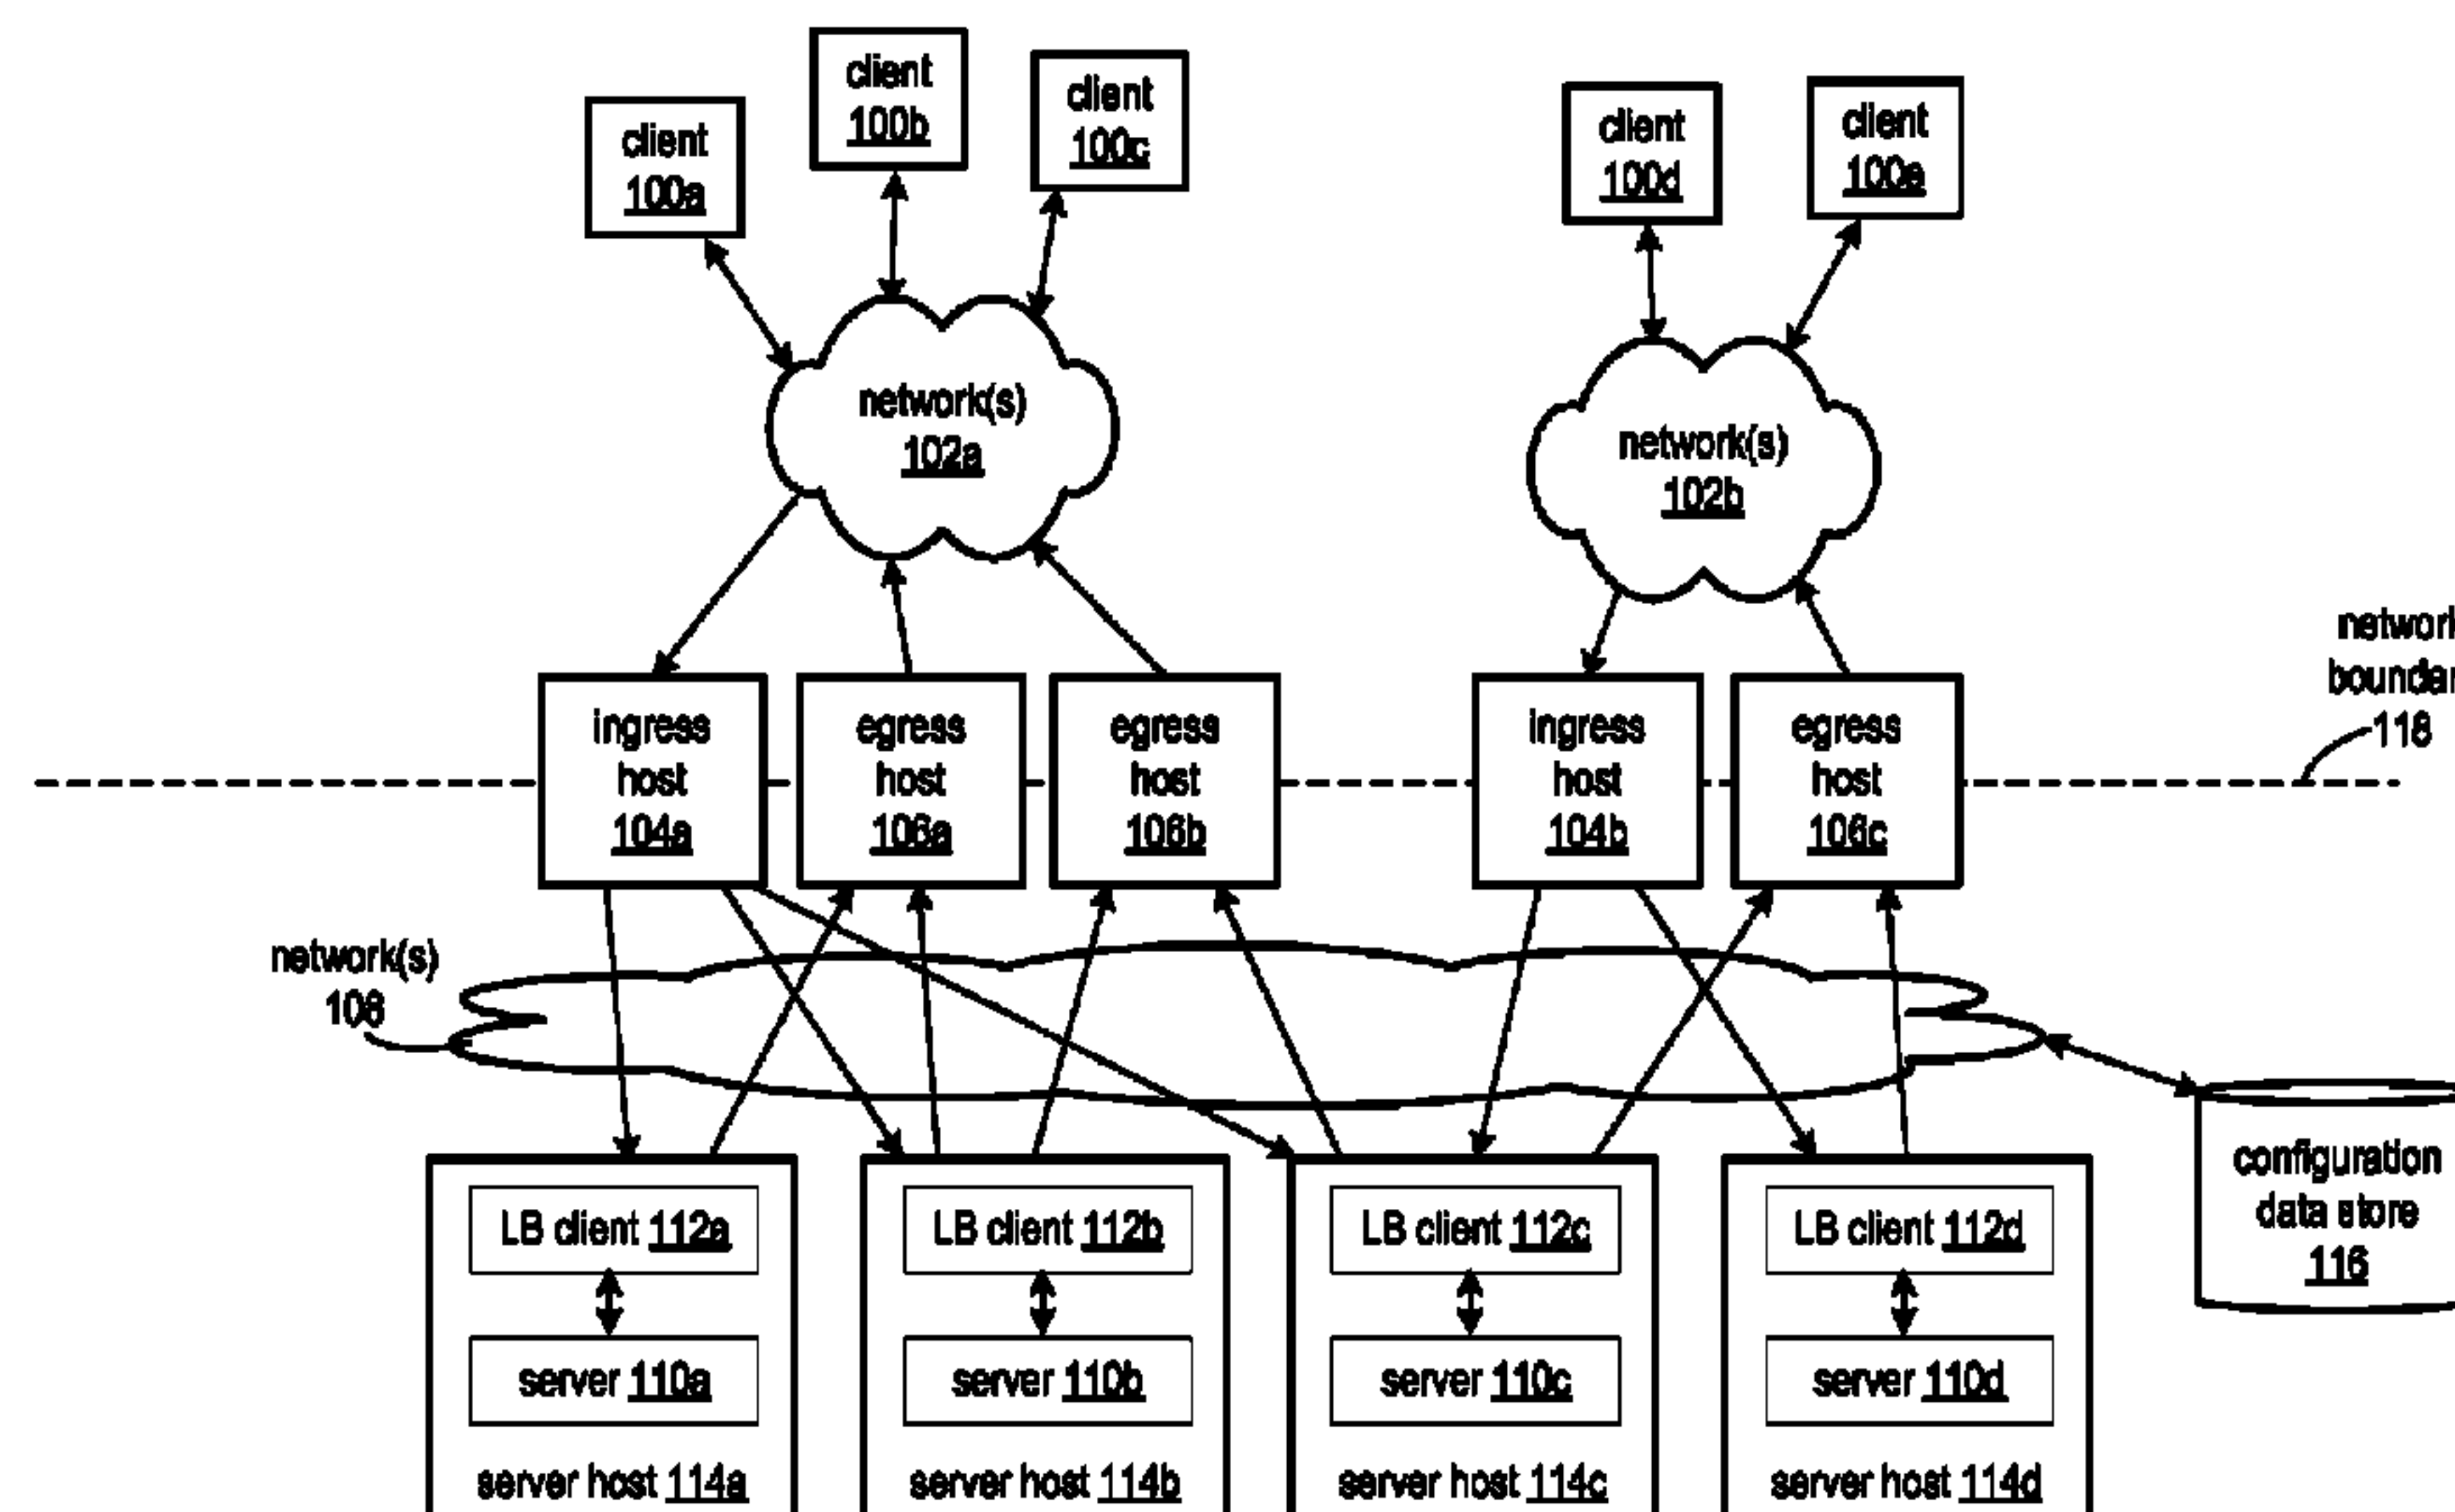 client
100a
client
100b
client
100c
client
100d
client
100e
network(s)
102a
network(s)
102b
network
boundar
118
ingress
host
104a
egress
host
106a
egress
host
106b
ingress
host
104b
egress
host
106c
network(s)
108
LB client 112a
server 110a
server host 114a
LB client 112b
server 110b
server host 114b
LB client 112c
server 110c
server host 114c
LB client 112d
server 110d
server host 114d
configuration
data store
116